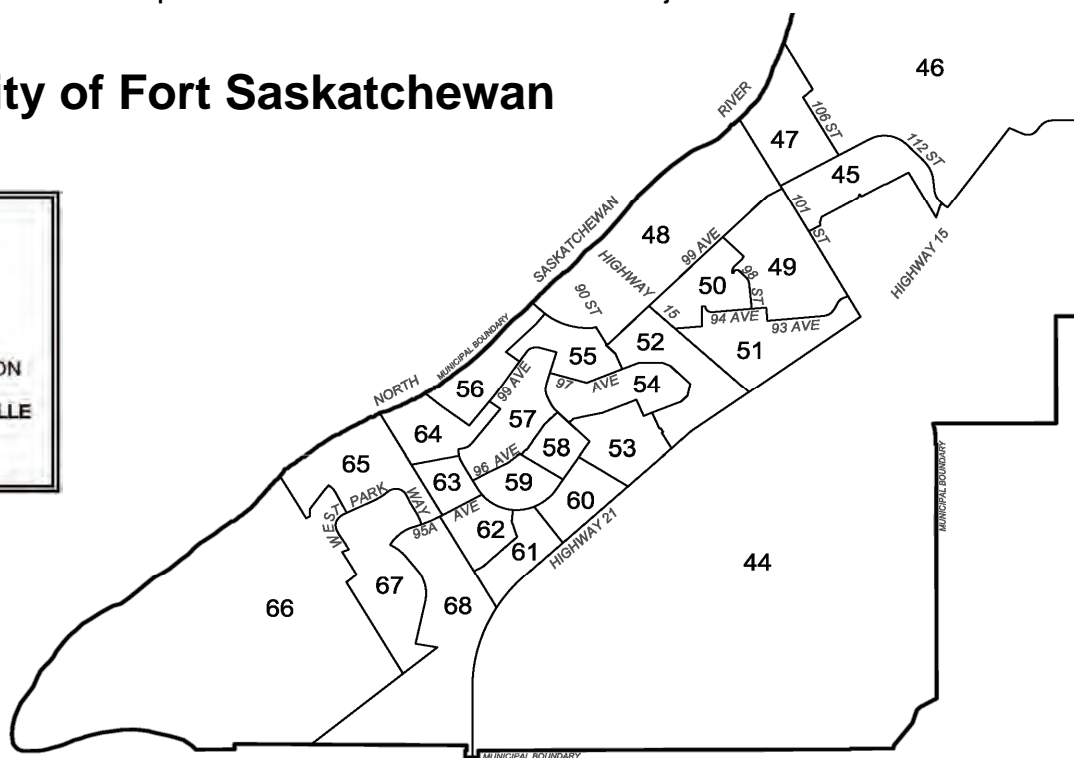 ity of Fort Saskatchewan
46
RIVER
106 ST
47
112 ST
45
101 ST
SASKATCHEWAN
48
HIGHWAY 15
99 AVE
49
98 ST
50
HIGHWAY 15
90 ST
94 AVE
93 AVE
MUNICIPAL BOUNDARY
52
51
55
ON
97 AVE
54
NORTH
56
99 AVE
LLE
57
64
58
53
MUNICIPAL BOUNDARY
65
96 AVE
63
59
PARK
WAY
60
WEST
AVE
95A
62
HIGHWAY 21
61
44
67
68
66
MUNICIPAL BOUNDARY